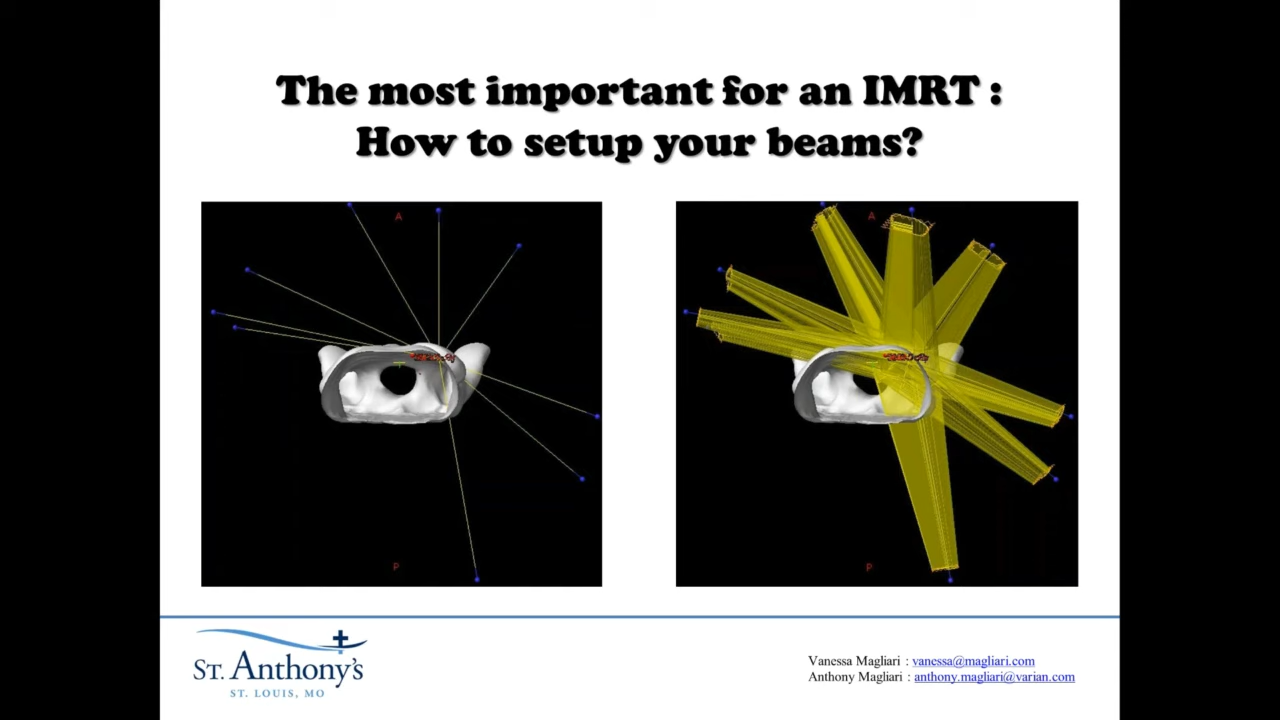 The most important for an IMRT :
How to setup your beams?
A
A
P
P
St. Anthony's
ST. LOUIS, MO
Vanessa Magliari : vanessa@magliari.com
Anthony Magliari : anthony.magliari@varian.com